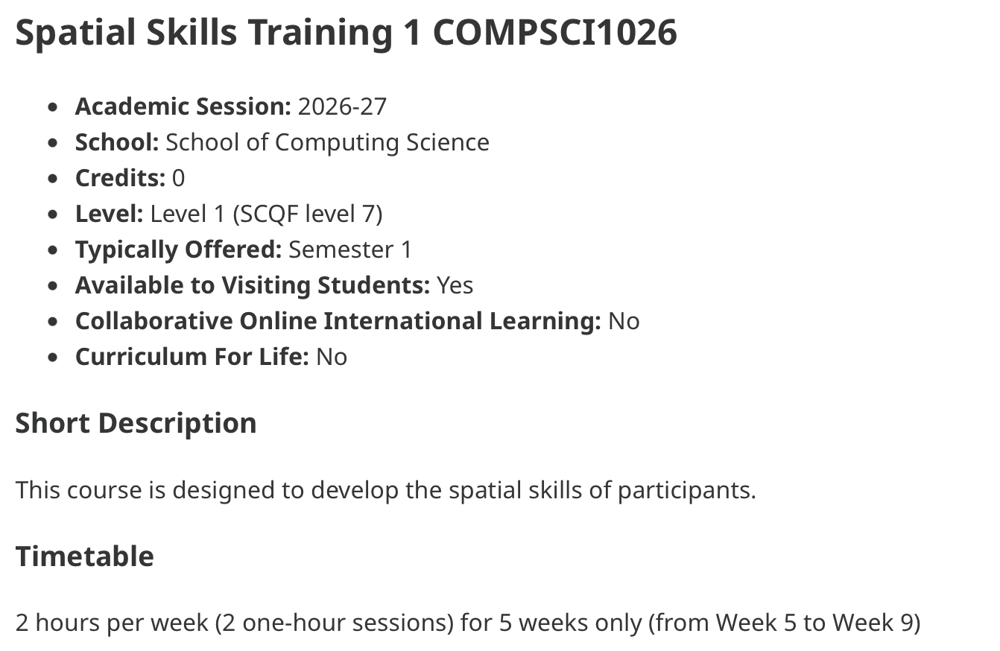 Spatial Skills Training 1 COMPSCI1026
• Academic Session: 2026-27
• School: School of Computing Science
• Credits: 0
• Level: Level 1 (SCQF level 7)
• Typically Offered: Semester 1
• Available to Visiting Students: Yes
• Collaborative Online International Learning: No
• Curriculum For Life: No
Short Description
This course is designed to develop the spatial skills of participants.
Timetable
2 hours per week (2 one-hour sessions) for 5 weeks only (from Week 5 to Week 9)